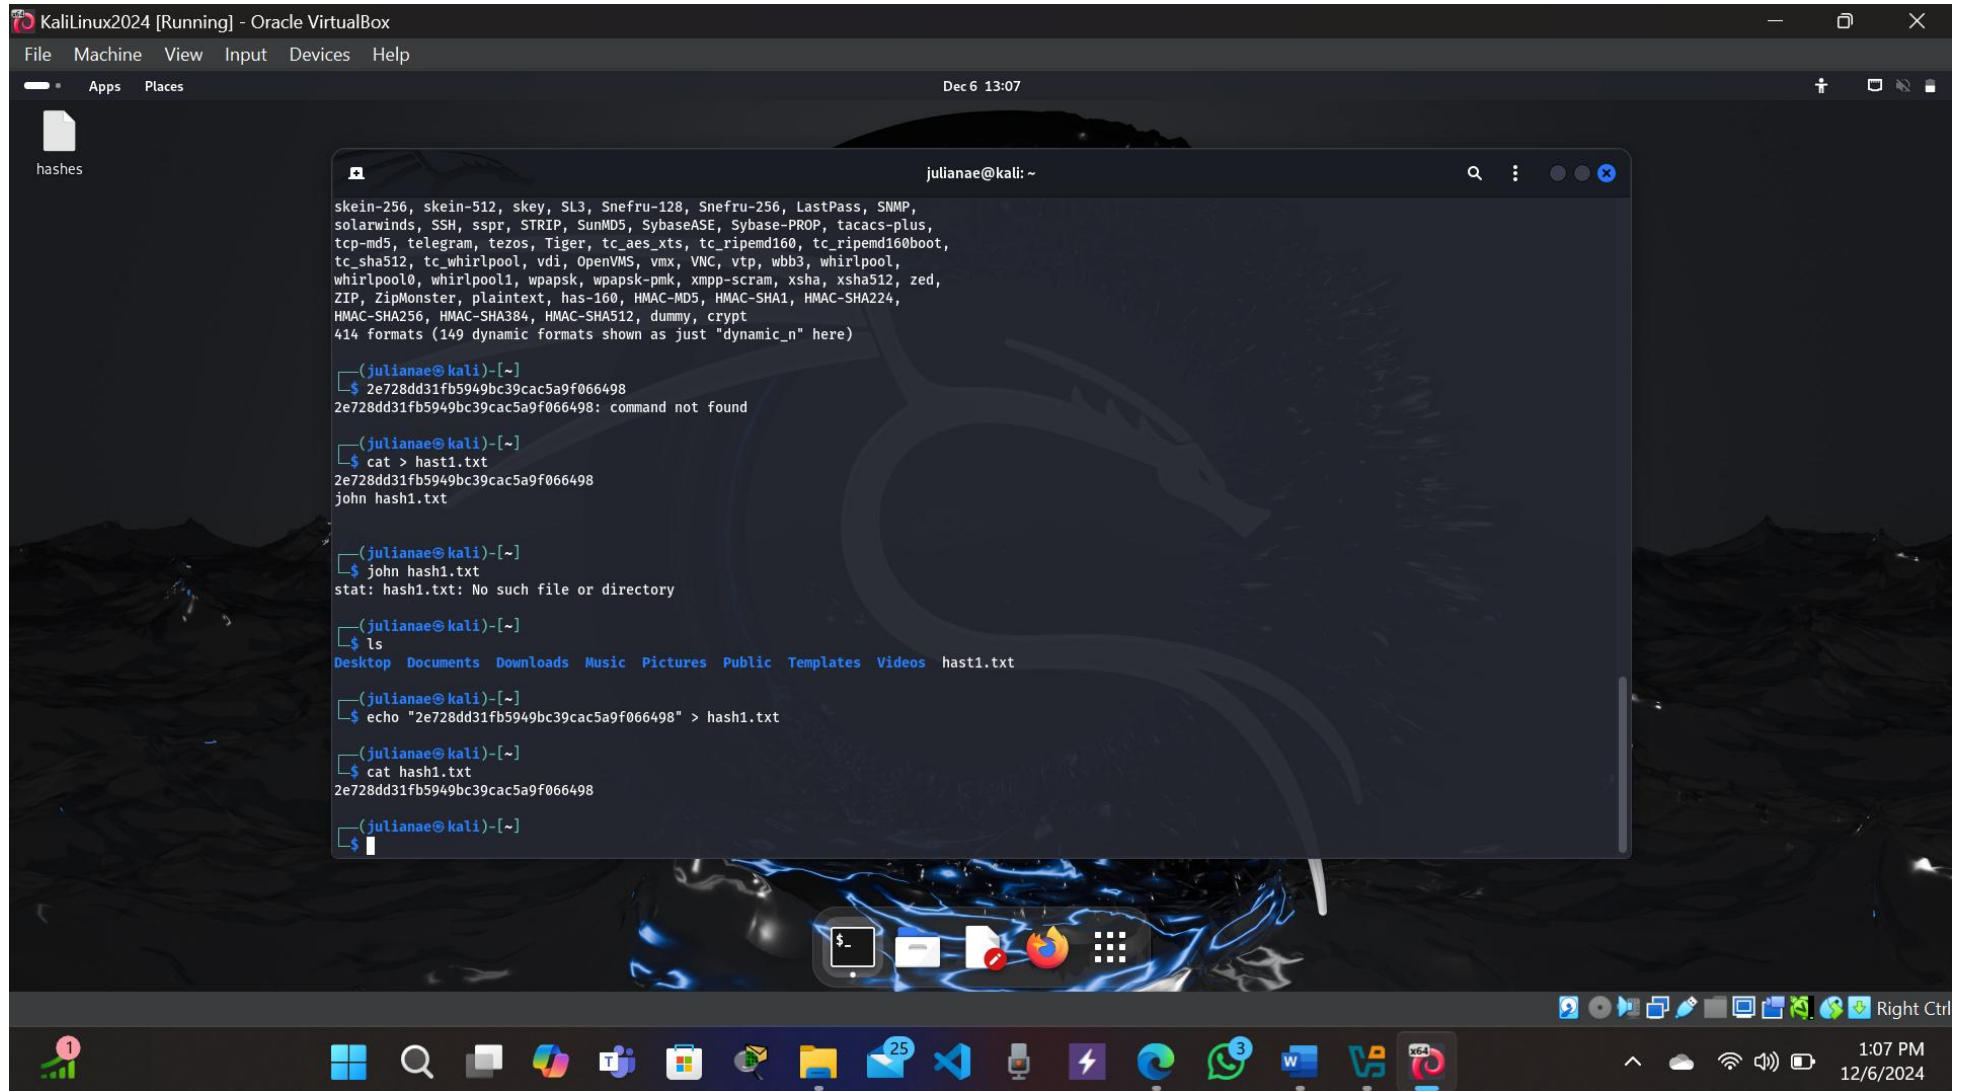 KaliLinux2024 [Running] - Oracle VirtualBox
File Machine View Input Devices Help
Apps Places Dec 6 13:07
hashes
julianae@kali: ~
skein-256, skein-512, skey, SL3, Snefru-128, Snefru-256, LastPass, SNMP,
solarwinds, SSH, sspr, STRIP, SunMD5, SybaseASE, Sybase-PROP, tacacs-plus,
tcp-md5, telegram, tezos, Tiger, tc_aes_xts, tc_ripemd160, tc_ripemd160boot,
tc_sha512, tc_whirlpool, vdi, OpenVMS, vmx, VNC, vtp, wbb3, whirlpool,
whirlpool0, whirlpool1, wpapsk, wpapsk-pmk, xmpp-scram, xsha, xsha512, zed,
ZIP, ZipMonster, plaintext, has-160, HMAC-MD5, HMAC-SHA1, HMAC-SHA224,
HMAC-SHA256, HMAC-SHA384, HMAC-SHA512, dummy, crypt
414 formats (149 dynamic formats shown as just "dynamic_n" here)
┌──(julianae㉿kali)-[~]
└─$ 2e728dd31fb5949bc39cac5a9f066498
2e728dd31fb5949bc39cac5a9f066498: command not found
┌──(julianae㉿kali)-[~]
└─$ cat > hast1.txt
2e728dd31fb5949bc39cac5a9f066498
john hash1.txt
┌──(julianae㉿kali)-[~]
└─$ john hash1.txt
stat: hash1.txt: No such file or directory
┌──(julianae㉿kali)-[~]
└─$ ls
Desktop Documents Downloads Music Pictures Public Templates Videos hast1.txt
┌──(julianae㉿kali)-[~]
└─$ echo "2e728dd31fb5949bc39cac5a9f066498" > hash1.txt
┌──(julianae㉿kali)-[~]
└─$ cat hash1.txt
2e728dd31fb5949bc39cac5a9f066498
┌──(julianae㉿kali)-[~]
└─$
Right Ctrl
1
25
3
1:07 PM
12/6/2024